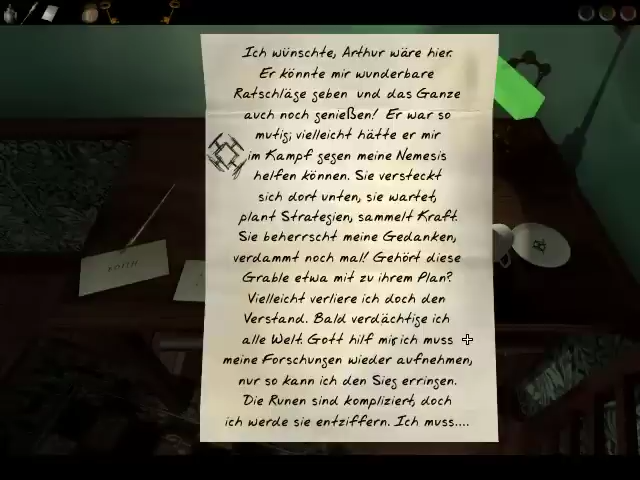 Ich wünschte, Arthur wäre hier.
Er könnte mir wunderbare
Ratschläge geben und das Ganze
auch noch genießen! Er war so
mutig; vielleicht hätte er mir
im Kampf gegen meine Nemesis
helfen können. Sie versteckt
sich dort unten, sie wartet,
plant Strategien, sammelt Kraft.
Sie beherrscht meine Gedanken,
verdammt noch mal! Gehört diese
Grable etwa mit zu ihrem Plan?
Vielleicht verliere ich doch den
Verstand. Bald verdächtige ich
alle Welt. Gott hilf mir, ich muss
meine Forschungen wieder aufnehmen,
nur so kann ich den Sieg erringen.
Die Runen sind kompliziert, doch
ich werde sie entziffern. Ich muss....